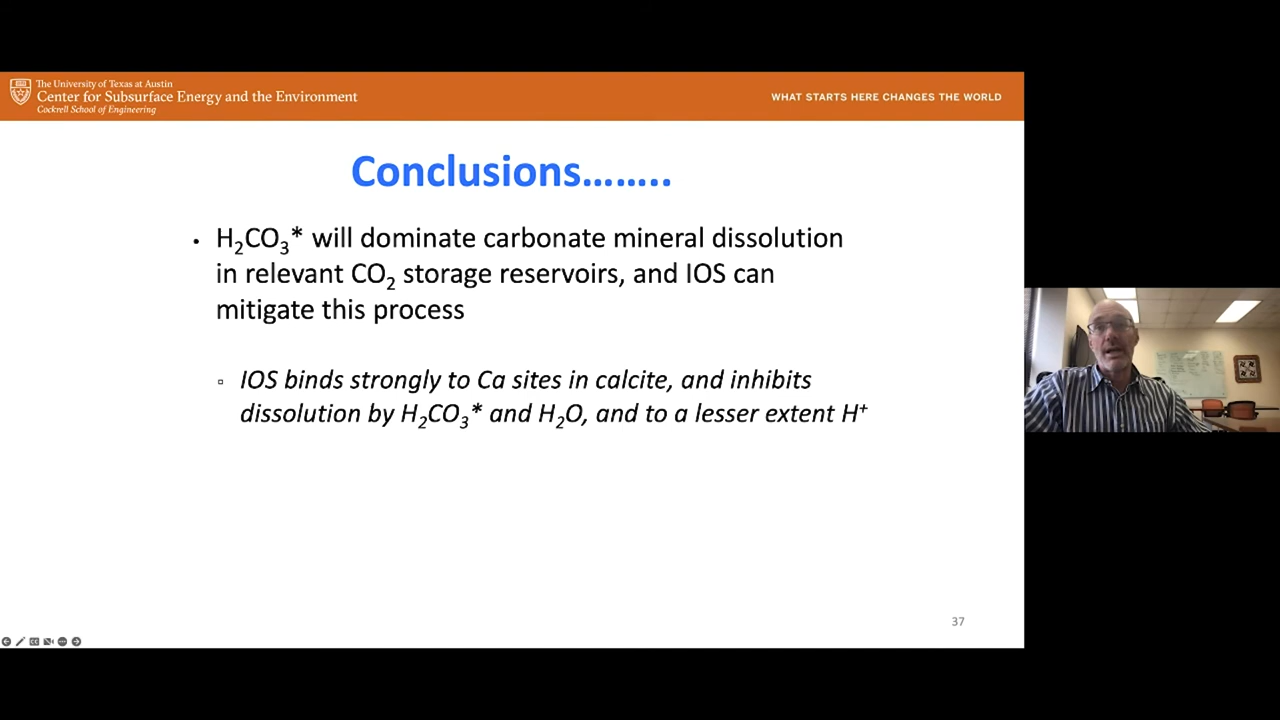 The University of Texas at Austin
Center for Subsurface Energy and the Environment
Cockrell School of Engineering
WHAT STARTS HERE CHANGES THE WORLD
Conclusions……..
• H₂CO₃* will dominate carbonate mineral dissolution
in relevant CO₂ storage reservoirs, and IOS can
mitigate this process
▫ IOS binds strongly to Ca sites in calcite, and inhibits
dissolution by H₂CO₃* and H₂O, and to a lesser extent H⁺
37